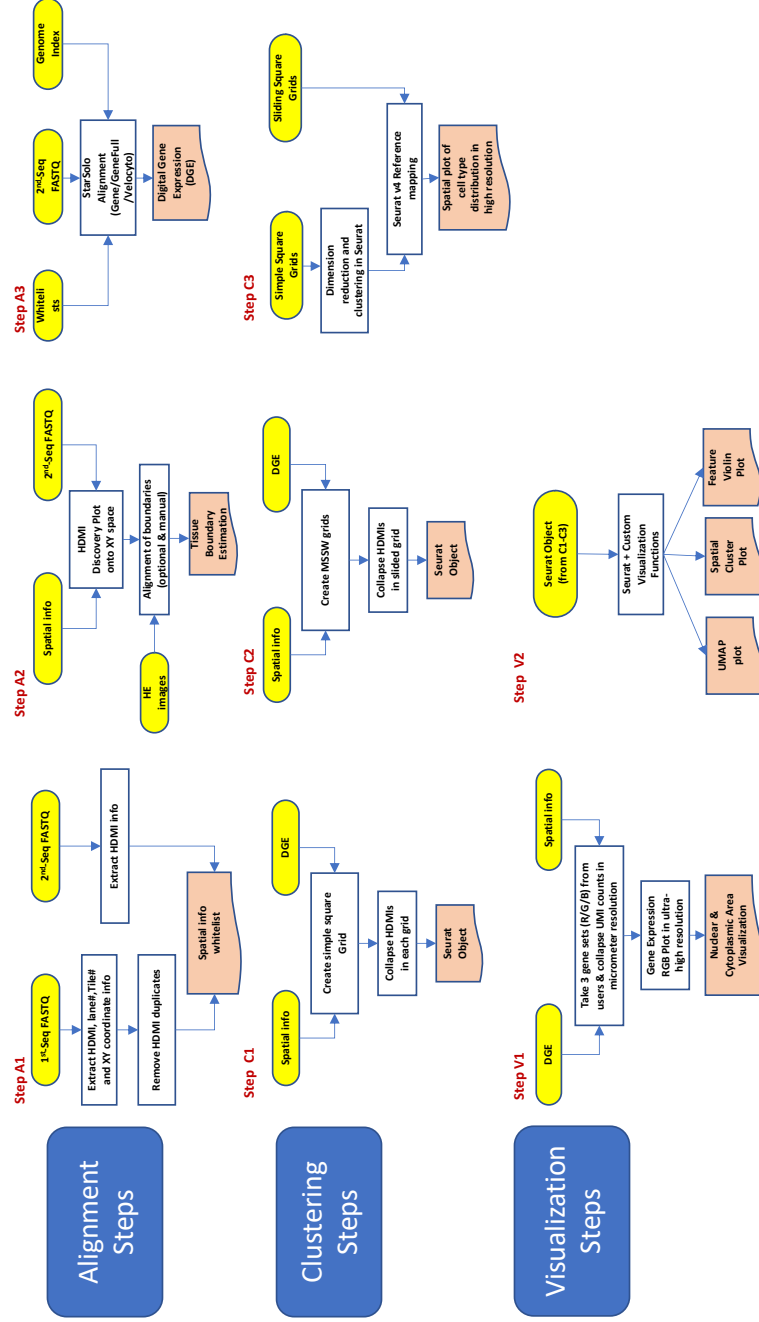 Alignment
Steps
Step A1
1st-Seq FASTQ
2nd-Seq FASTQ
Extract HDMI, lane#,Tile#
and XY coordinate info
Extract HDMI info
Remove HDMI duplicates
Spatial info
whitelist
Step A2
Spatial info
2nd-Seq FASTQ
HDMI
Discovery Plot
onto XY space
HE
images
Alignment of boundaries
(optional & manual)
Tissue
Boundary
Estimation
Step A3
Whiteli
sts
2nd-Seq
FASTQ
Genome
Index
StarSolo
Alignment
(Gene/GeneFull
/Velocyto)
Digital Gene
Expression
(DGE)
Clustering
Steps
Step C1
Spatial info
DGE
Create simple square
Grid
Collapse HDMIs
in each grid
Seurat
Object
Step C2
Spatial info
DGE
Create MSSW grids
Collapse HDMIs
in slided grid
Seurat
Object
Step C3
Simple Square
Grids
Sliding Square
Grids
Dimension
reduction and
clustering in Seurat
Seurat v4 Reference
mapping
Spatial plot of
cell type
distribution in
high resolution
Visualization
Steps
Step V1
DGE
Spatial info
Take 3 gene sets (R/G/B) from
users & collapse UMI counts in
micrometer resolution
Gene Expression
RGB Plot in ultra-
high resolution
Nuclear &
Cytoplasmic Area
Visualization
Step V2
Seurat Object
(from C1-C3)
Seurat + Custom
Visualization
Functions
UMAP
plot
Spatial
Cluster
Plot
Feature
Violin
Plot